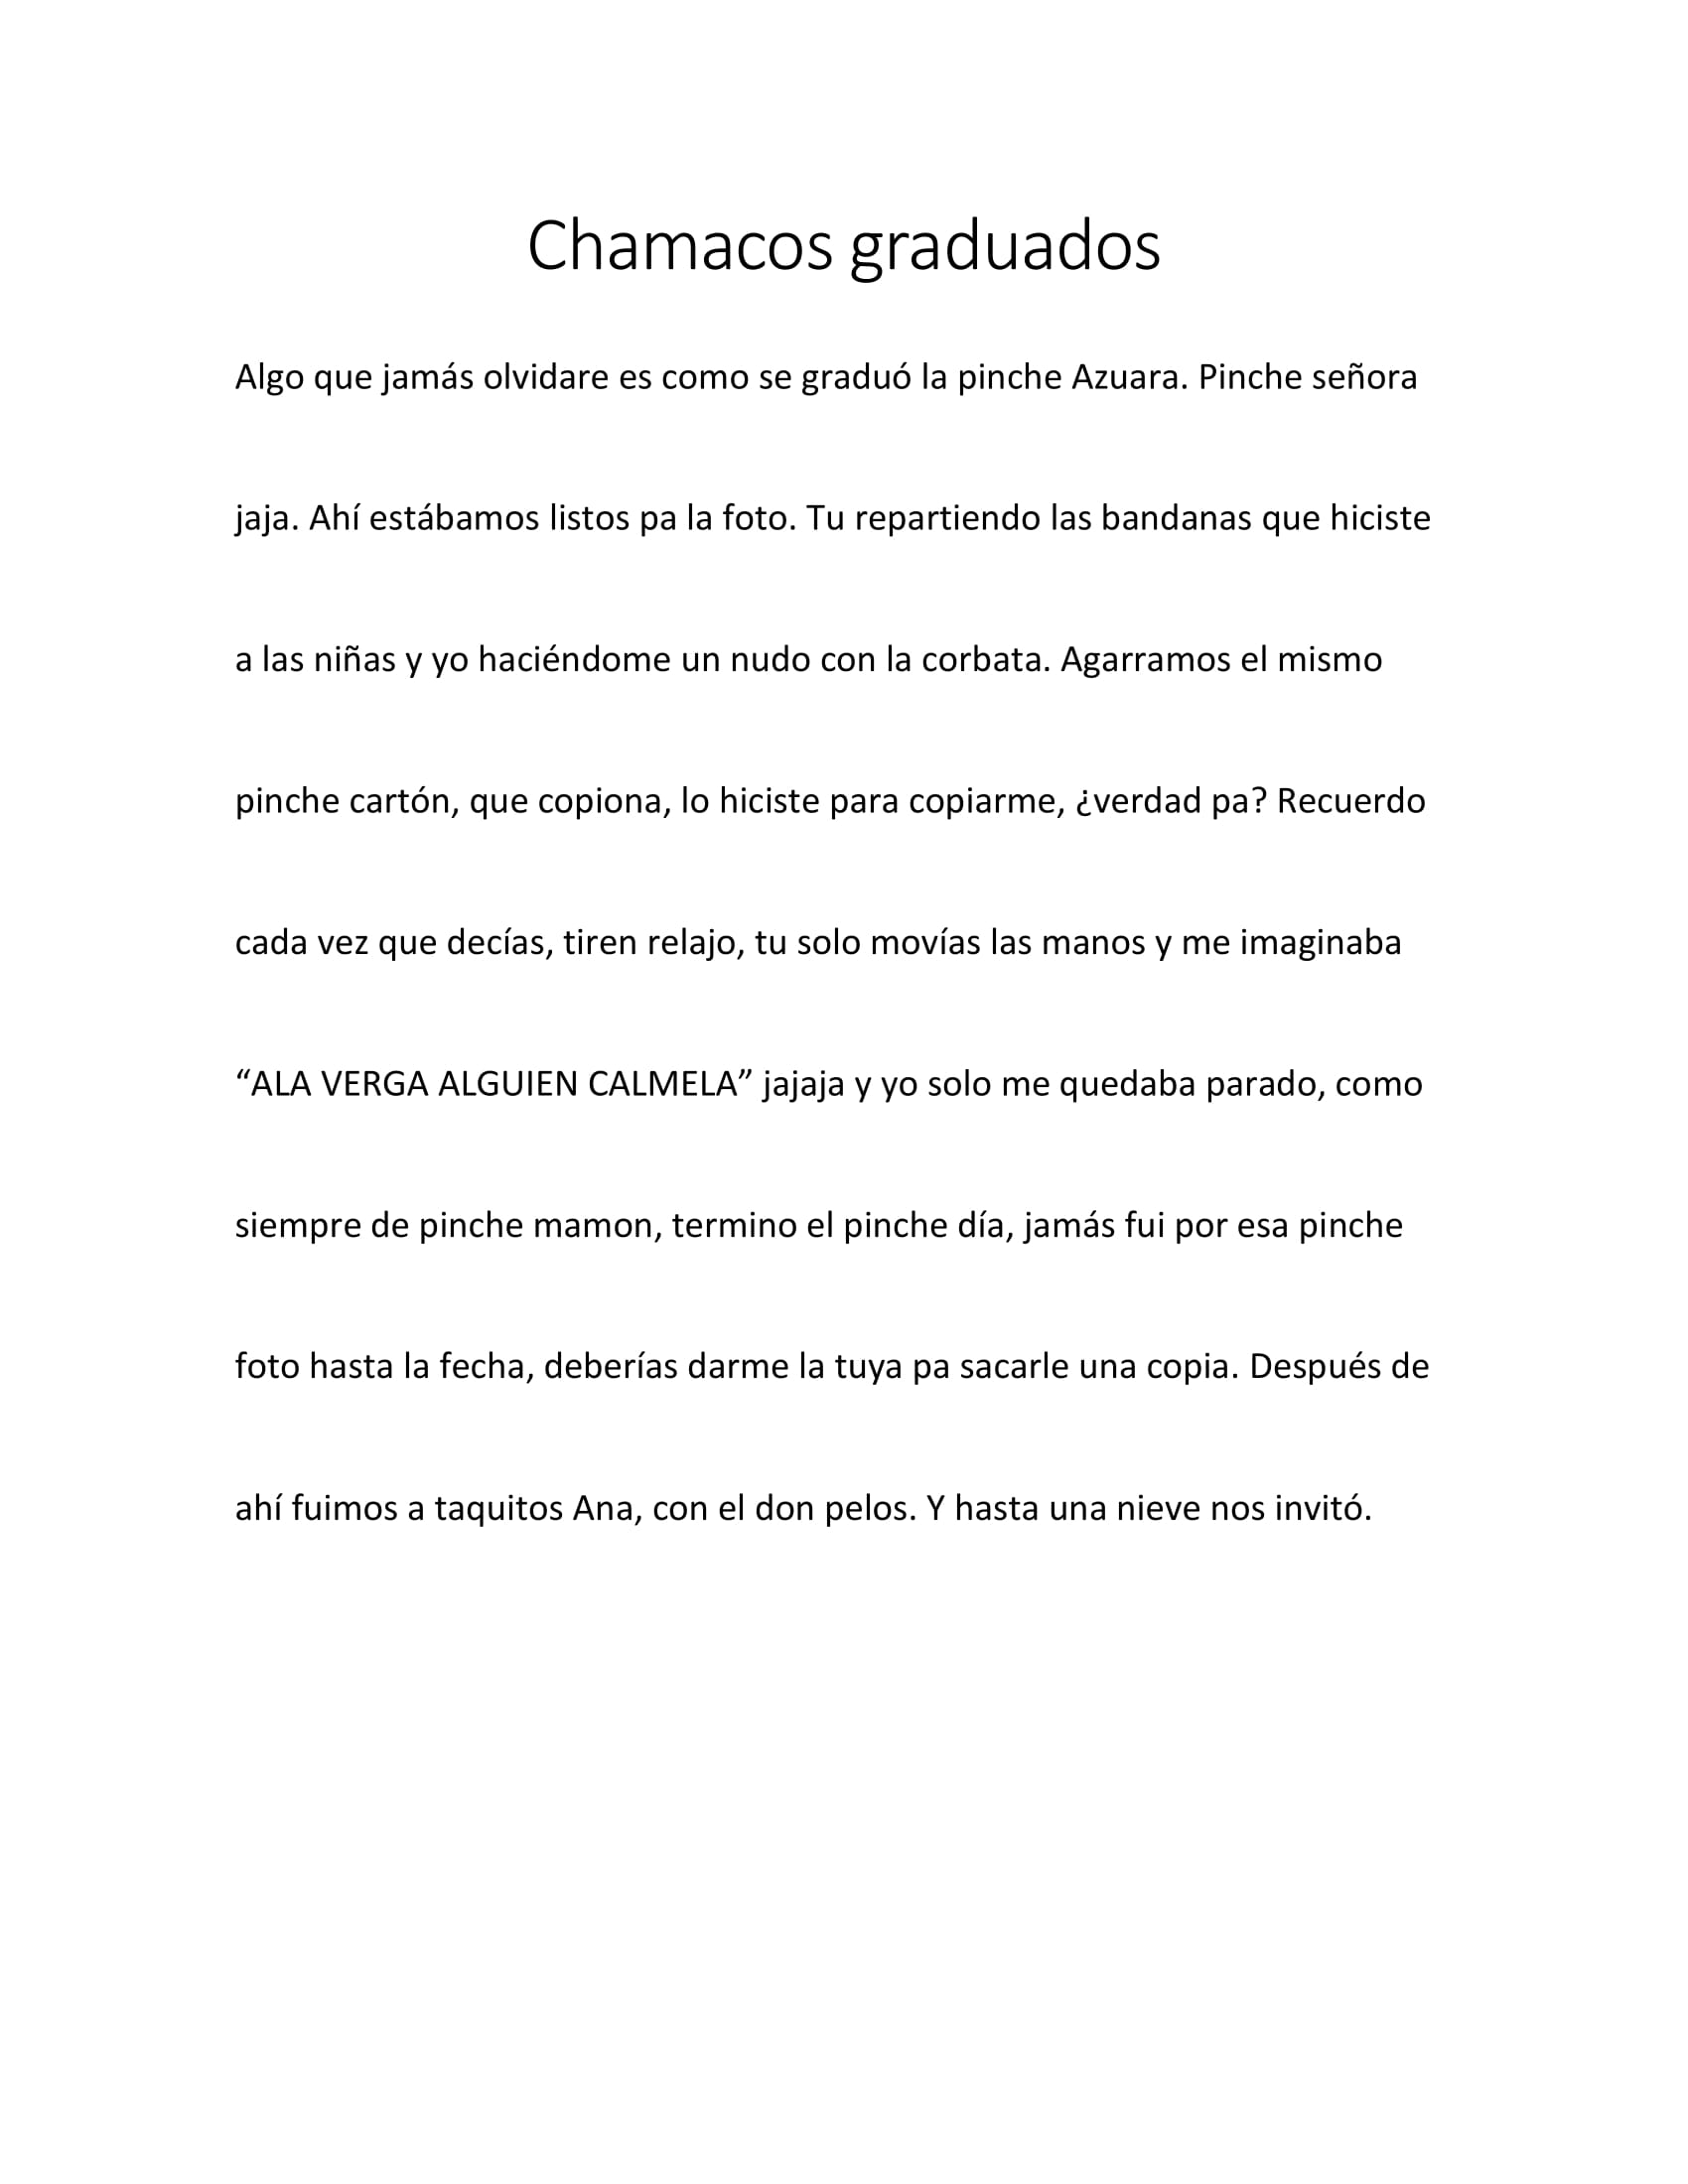 Chamacos graduados
Algo que jamás olvidare es como se graduó la pinche Azuara. Pinche señora
jaja. Ahí estábamos listos pa la foto. Tu repartiendo las bandanas que hiciste
a las niñas y yo haciéndome un nudo con la corbata. Agarramos el mismo
pinche cartón, que copiona, lo hiciste para copiarme, ¿verdad pa? Recuerdo
cada vez que decías, tiren relajo, tu solo movías las manos y me imaginaba
“ALA VERGA ALGUIEN CALMELA” jajaja y yo solo me quedaba parado, como
siempre de pinche mamon, termino el pinche día, jamás fui por esa pinche
foto hasta la fecha, deberías darme la tuya pa sacarle una copia. Después de
ahí fuimos a taquitos Ana, con el don pelos. Y hasta una nieve nos invitó.